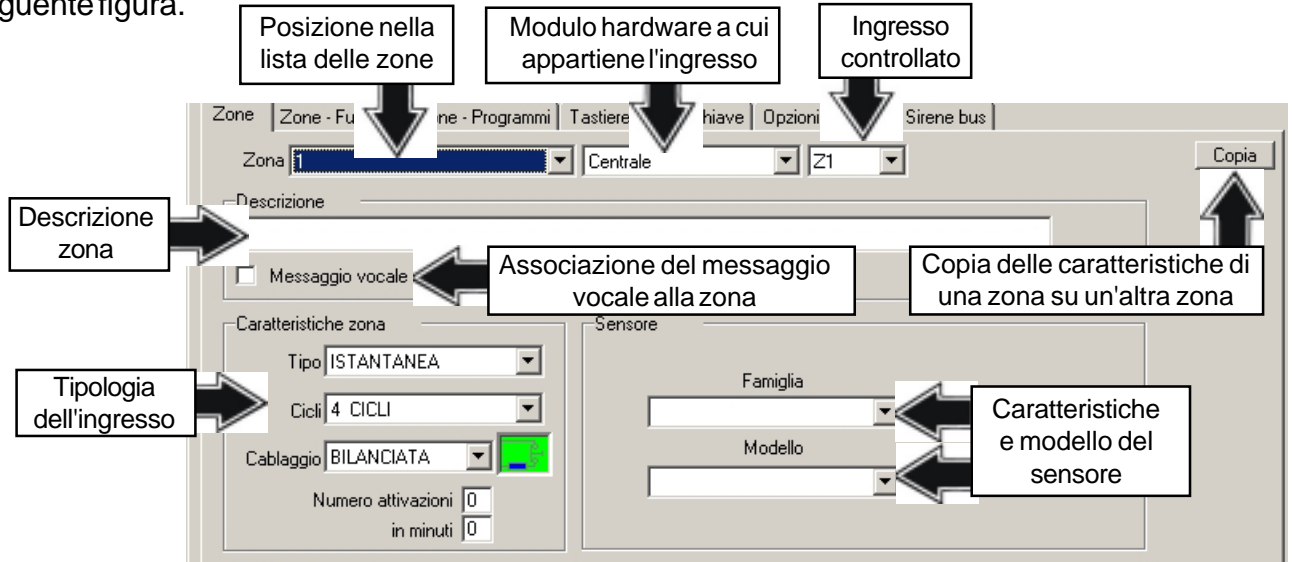 guente figura.
Posizione nella
lista delle zone
Modulo hardware a cui
appartiene l'ingresso
Ingresso
controllato
Zone Zone - Fu ne - Programmi Tastiere hiave Opzioni Sirene bus
Zona 1 Centrale Z1 Copia
Descrizione
Descrizione
zona
Messaggio vocale
Associazione del messaggio
vocale alla zona
Copia delle caratteristiche di
una zona su un'altra zona
Caratteristiche zona
Tipo ISTANTANEA
Cicli 4 CICLI
Cablaggio BILANCIATA
Numero attivazioni 0
in minuti 0
Tipologia
dell'ingresso
Sensore
Famiglia
Modello
Caratteristiche
e modello del
sensore